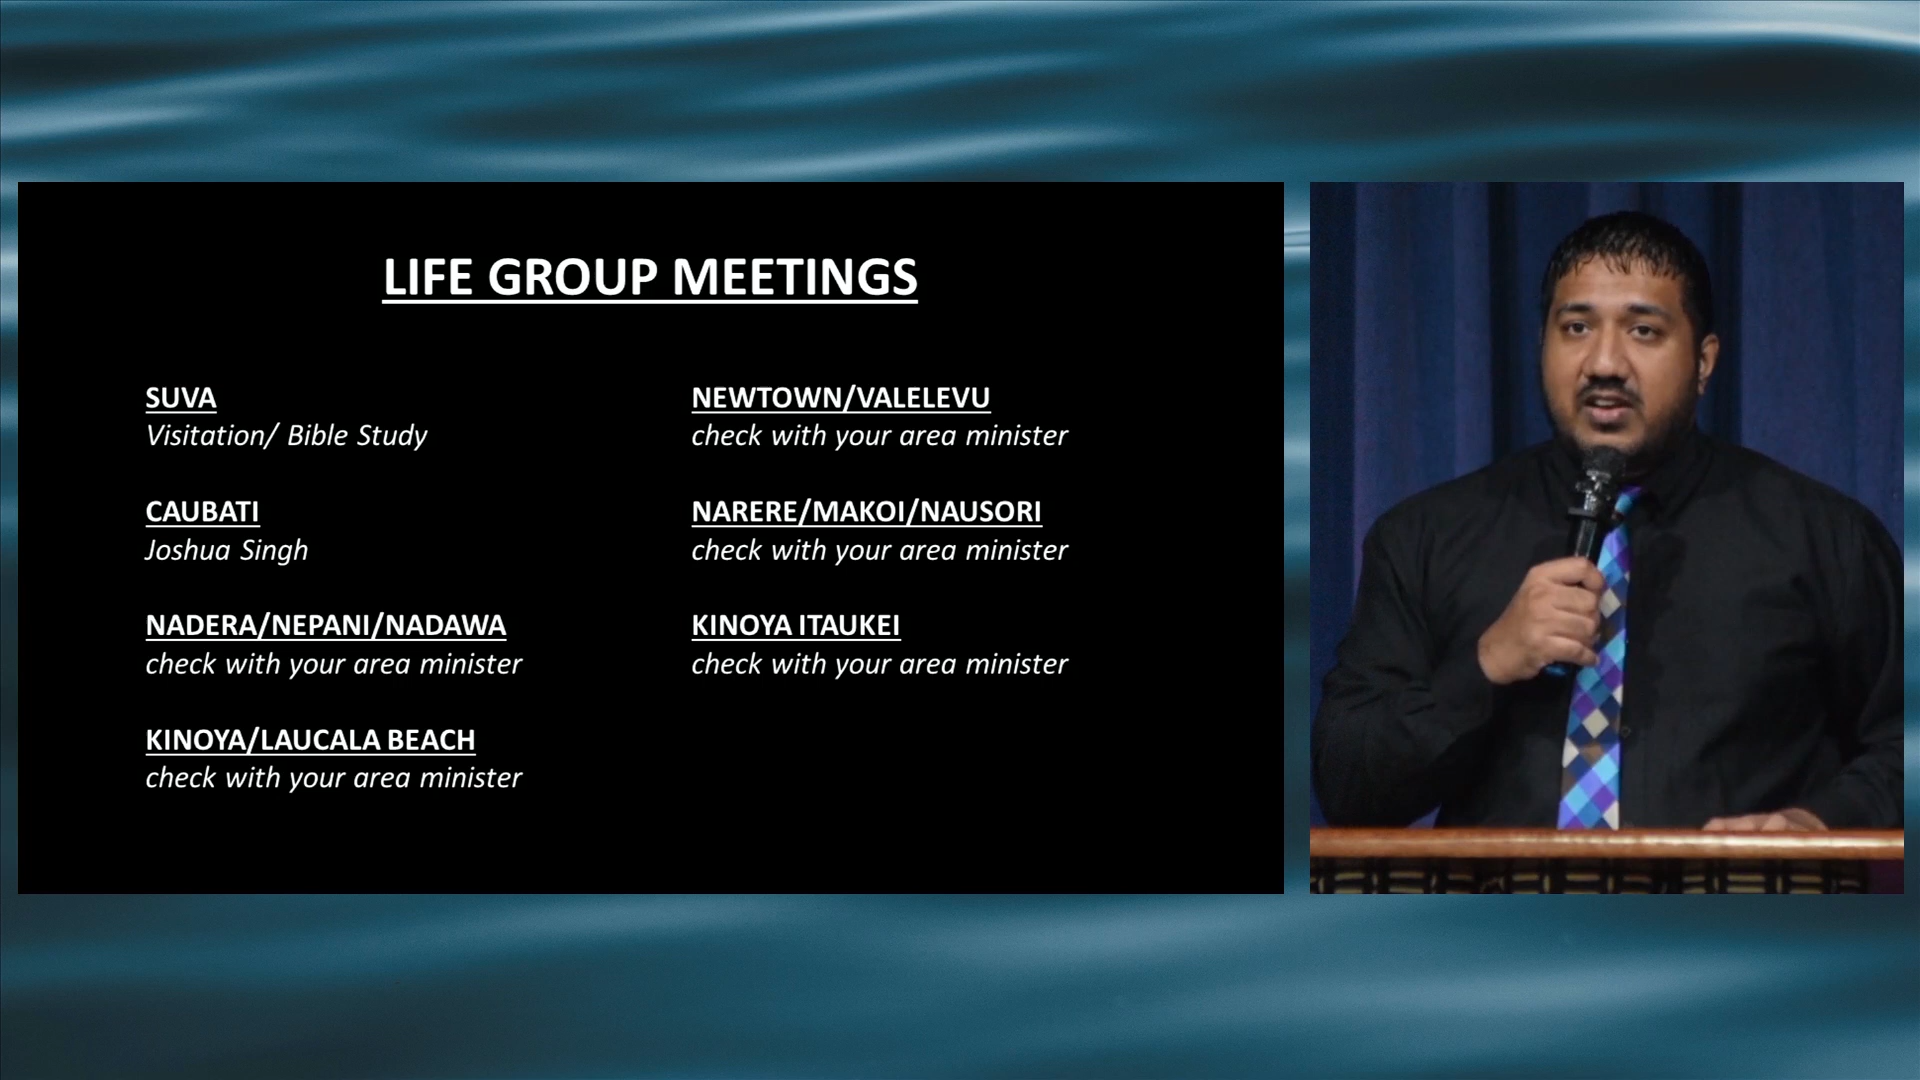 LIFE GROUP MEETINGS
SUVA
Visitation/ Bible Study
CAUBATI
Joshua Singh
NADERA/NEPANI/NADAWA
check with your area minister
KINOYA/LAUCALA BEACH
check with your area minister
NEWTOWN/VALELEVU
check with your area minister
NARERE/MAKOI/NAUSORI
check with your area minister
KINOYA ITAUKEI
check with your area minister